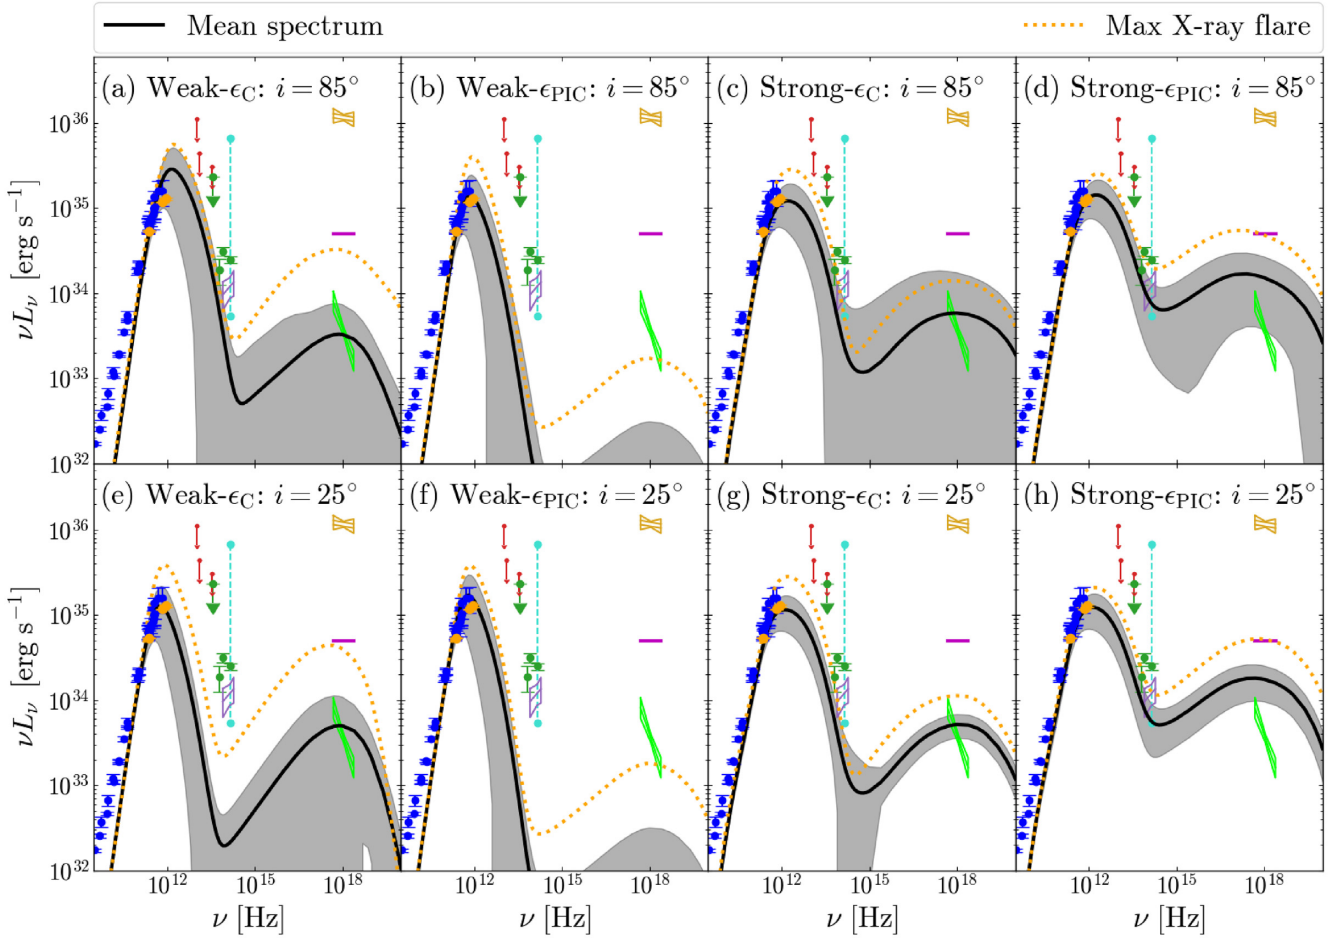 Mean spectrum Max X-ray flare
(a) Weak-ϵC: i = 85° (b) Weak-ϵPIC: i = 85° (c) Strong-ϵC: i = 85° (d) Strong-ϵPIC: i = 85°
10^36
10^35
10^34
10^33
10^32
νLν [erg s−1]
(e) Weak-ϵC: i = 25° (f) Weak-ϵPIC: i = 25° (g) Strong-ϵC: i = 25° (h) Strong-ϵPIC: i = 25°
10^36
10^35
10^34
10^33
10^32
νLν [erg s−1]
10^12 10^15 10^18 10^12 10^15 10^18 10^12 10^15 10^18 10^12 10^15 10^18
ν [Hz] ν [Hz] ν [Hz] ν [Hz]